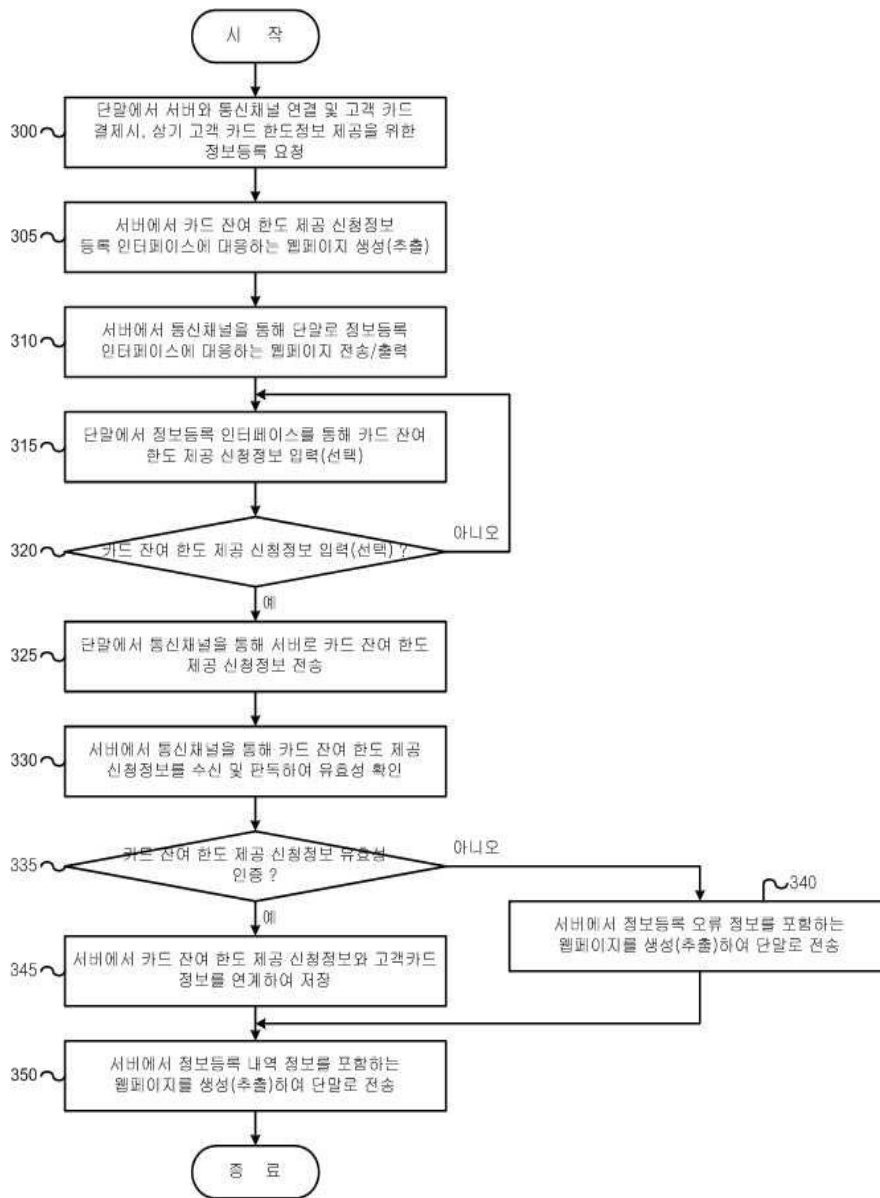 시 작
300
단말에서 서버와 통신채널 연결 및 고객 카드
결제시, 상기 고객 카드 한도정보 제공을 위한
정보등록 요청
305
서버에서 카드 잔여 한도 제공 신청정보
등록 인터페이스에 대응하는 웹페이지 생성(추출)
310
서버에서 통신채널을 통해 단말로 정보등록
인터페이스에 대응하는 웹페이지 전송/출력
315
단말에서 정보등록 인터페이스를 통해 카드 잔여
한도 제공 신청정보 입력(선택)
아니오
320
카드 잔여 한도 제공 신청정보 입력(선택) ?
예
325
단말에서 통신채널을 통해 서버로 카드 잔여 한도
제공 신청정보 전송
330
서버에서 통신채널을 통해 카드 잔여 한도 제공
신청정보를 수신 및 판독하여 유효성 확인
아니오
335
카드 잔여 한도 제공 신청정보 유효성
인증 ?
예
340
서버에서 정보등록 오류 정보를 포함하는
웹페이지를 생성(추출)하여 단말로 전송
345
서버에서 카드 잔여 한도 제공 신청정보와 고객카드
정보를 연계하여 저장
350
서버에서 정보등록 내역 정보를 포함하는
웹페이지를 생성(추출)하여 단말로 전송
종 료